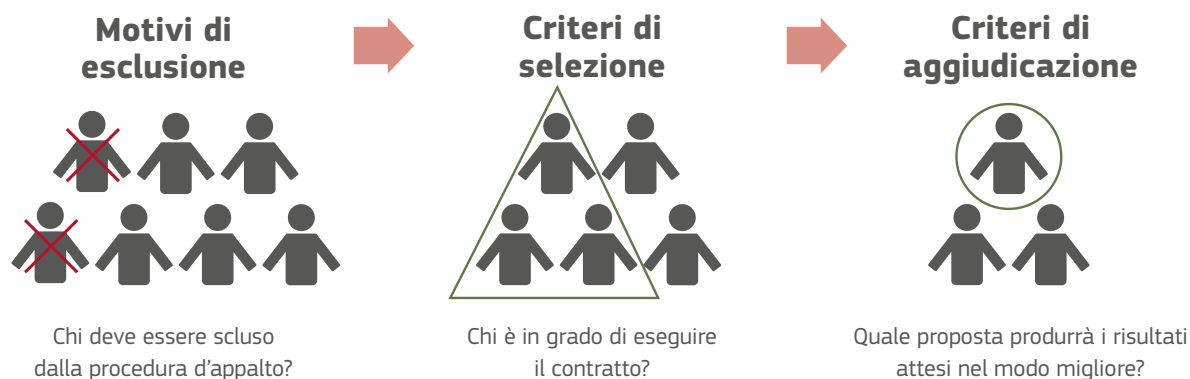 Motivi di
esclusione
Criteri di
selezione
Criteri di
aggiudicazione
Chi deve essere scluso
dalla procedura d’appalto?
Chi è in grado di eseguire
il contratto?
Quale proposta produrrà i risultati
attesi nel modo migliore?